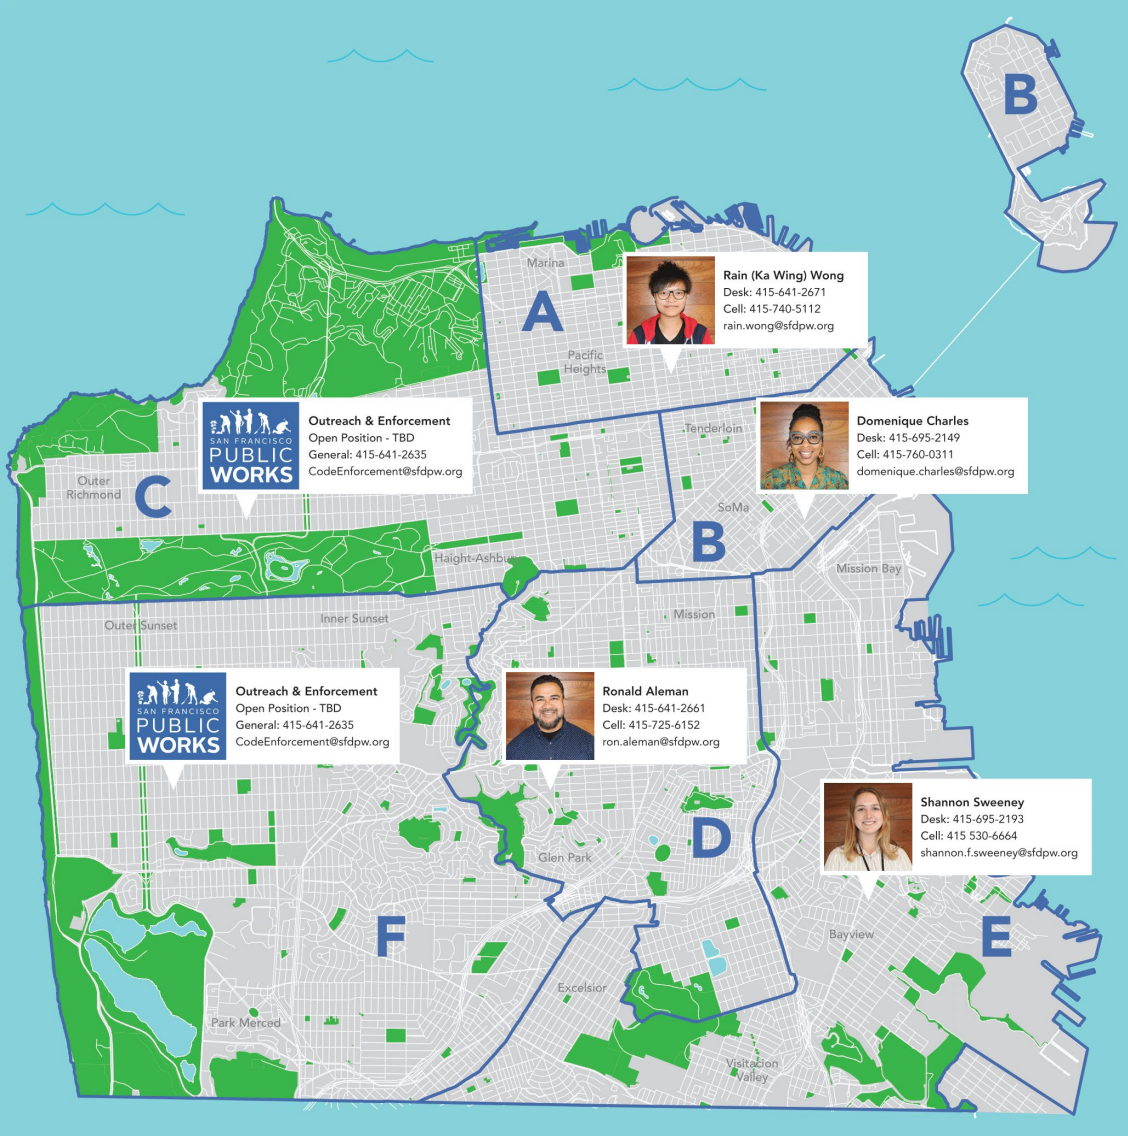 B
Marina
A
Rain (Ka Wing) Wong
Desk: 415-641-2671
Cell: 415-740-5112
rain.wong@sfdpw.org
Pacific
Heights
SAN FRANCISCO
PUBLIC
WORKS
Outreach & Enforcement
Open Position - TBD
General: 415-641-2635
CodeEnforcement@sfdpw.org
Tenderloin
Domenique Charles
Desk: 415-695-2149
Cell: 415-760-0311
domenique.charles@sfdpw.org
Outer
Richmond
C
SoMa
B
Haight-Ashbury
Mission Bay
Outer Sunset
Inner Sunset
Mission
SAN FRANCISCO
PUBLIC
WORKS
Outreach & Enforcement
Open Position - TBD
General: 415-641-2635
CodeEnforcement@sfdpw.org
Ronald Aleman
Desk: 415-641-2661
Cell: 415-725-6152
ron.aleman@sfdpw.org
Shannon Sweeney
Desk: 415-695-2193
Cell: 415 530-6664
shannon.f.sweeney@sfdpw.org
D
Glen Park
F
Bayview
E
Excelsior
Park Merced
Visitacion
Valley